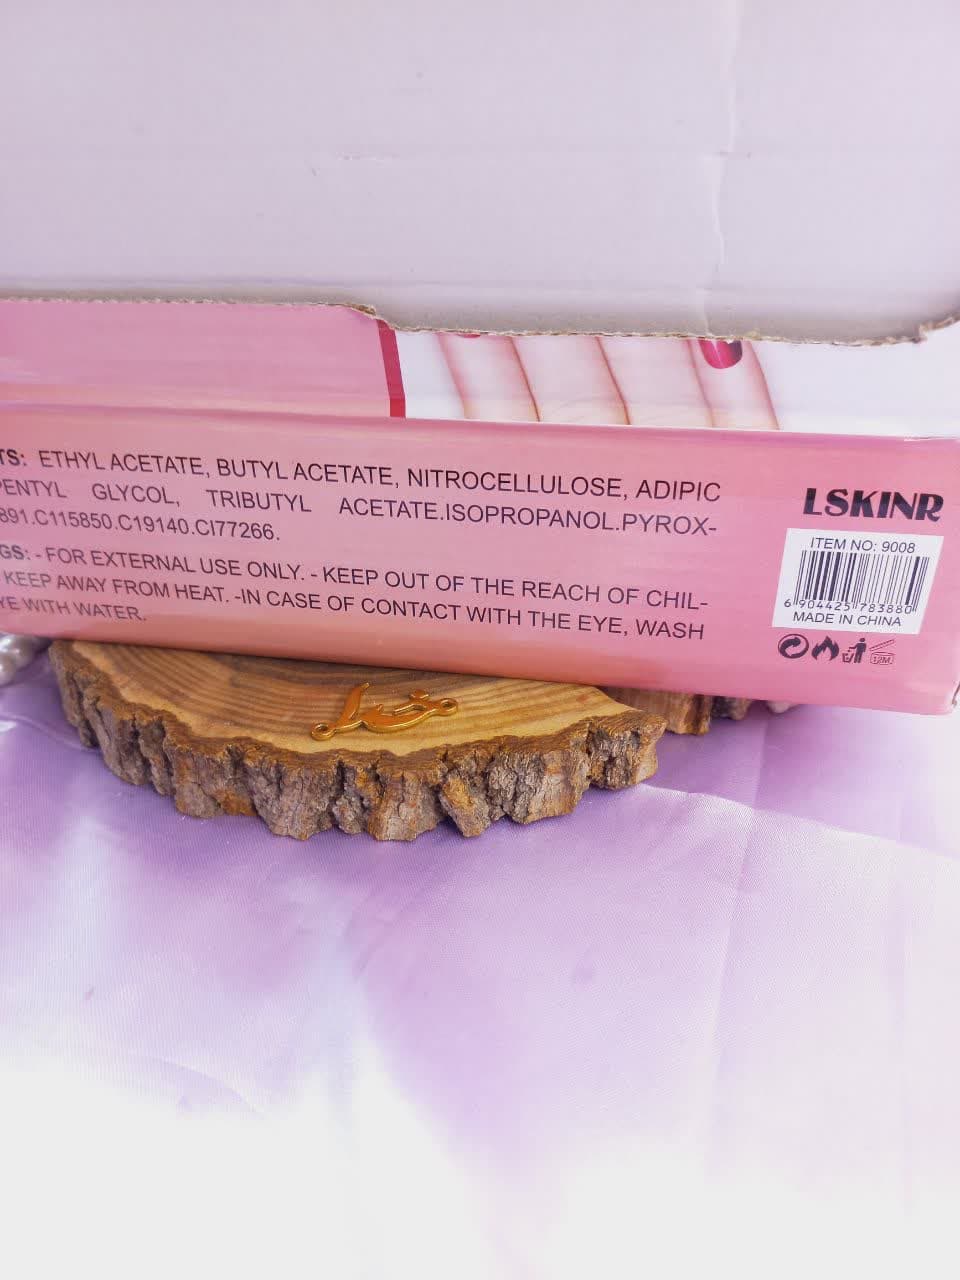 TS: ETHYL ACETATE, BUTYL ACETATE, NITROCELLULOSE, ADIPIC
PENTYL GLYCOL, TRIBUTYL ACETATE.ISOPROPANOL.PYROX-
891.C115850.C19140.CI77266.
GS: - FOR EXTERNAL USE ONLY. - KEEP OUT OF THE REACH OF CHIL-
KEEP AWAY FROM HEAT. -IN CASE OF CONTACT WITH THE EYE, WASH
YE WITH WATER.
LSKINR
ITEM NO: 9008
6 904425 783880
MADE IN CHINA
12M
خدا